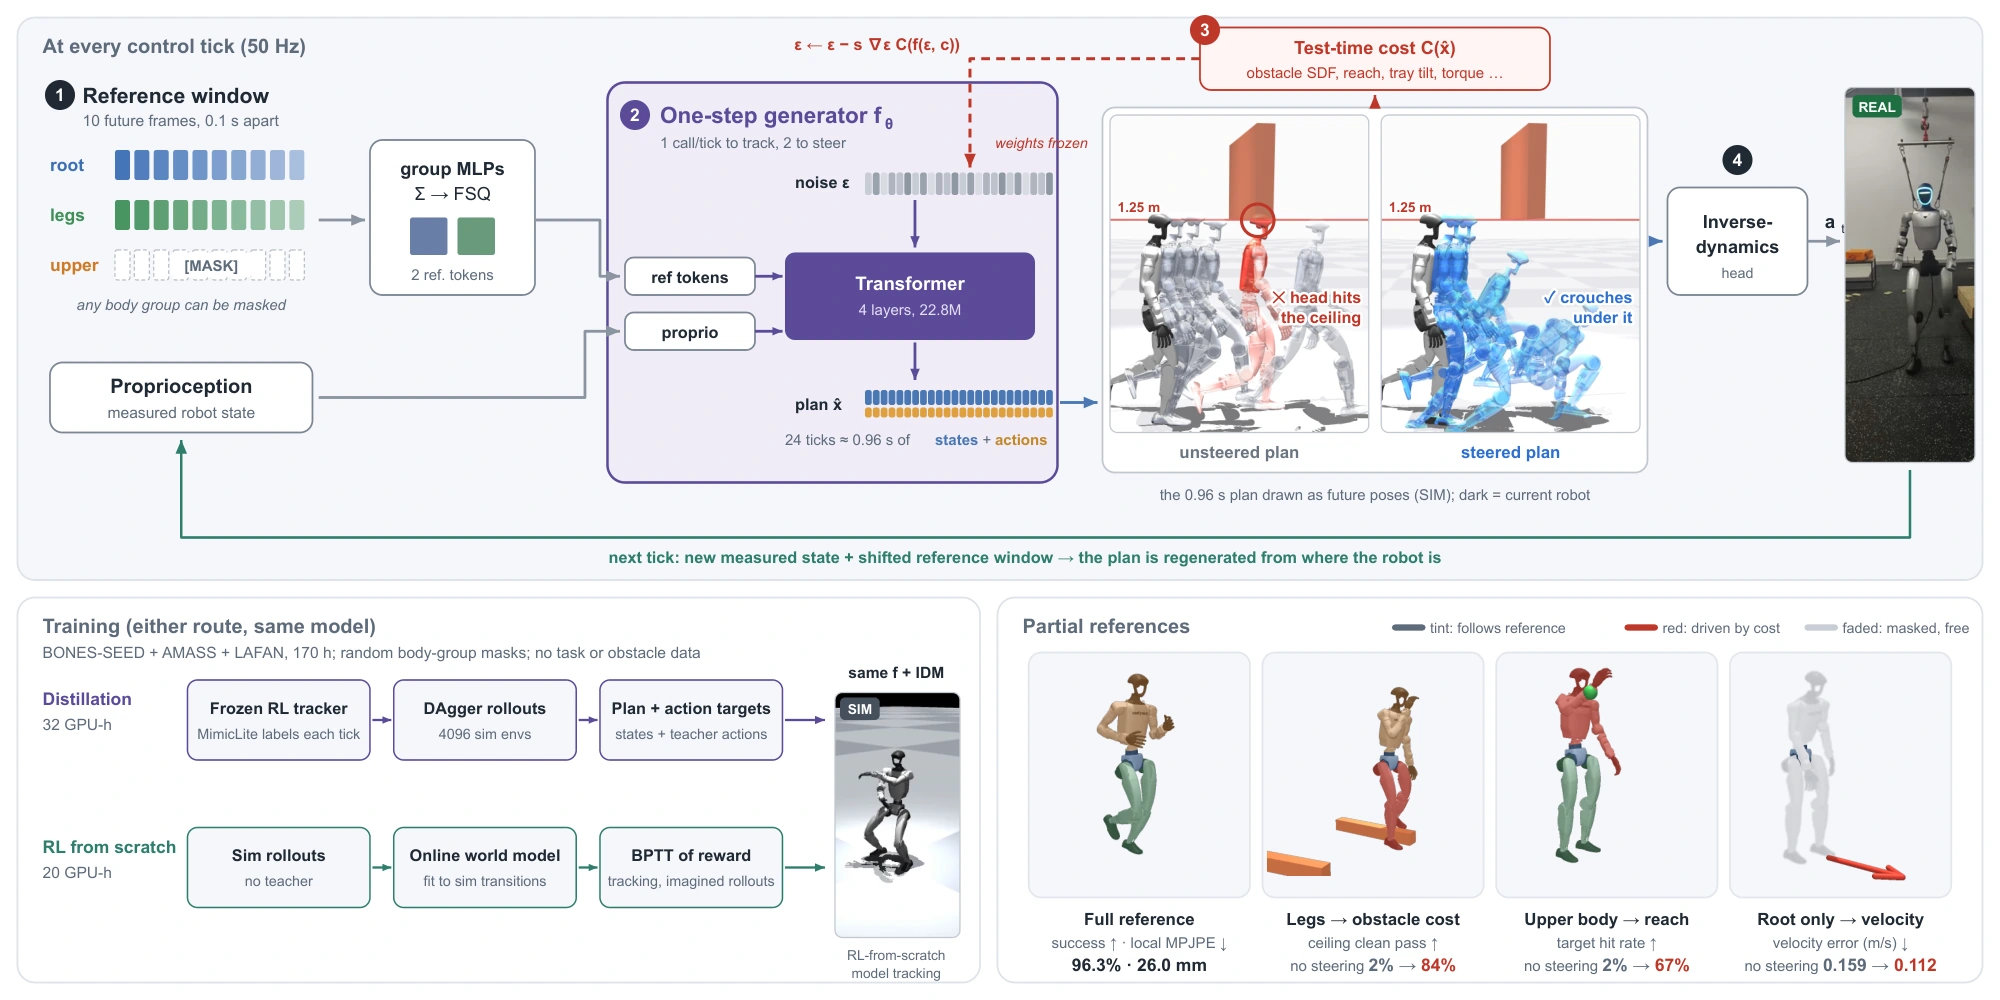 At every control tick (50 Hz)
1 Reference window
10 future frames, 0.1 s apart
root
legs
upper
[MASK]
any body group can be masked
group MLPs
Σ → FSQ
2 ref. tokens
Proprioception
measured robot state
ε ← ε − s ∇ε C(f(ε, c))
2 One-step generator fθ
1 call/tick to track, 2 to steer
weights frozen
noise ε
ref tokens
proprio
Transformer
4 layers, 22.8M
plan x̂
24 ticks ≈ 0.96 s of states + actions
3
Test-time cost C(x̂)
obstacle SDF, reach, tray tilt, torque …
1.25 m
✕ head hits
the ceiling
unsteered plan
1.25 m
✓ crouches
under it
steered plan
the 0.96 s plan drawn as future poses (SIM); dark = current robot
4
Inverse-
dynamics
head
a t
REAL
next tick: new measured state + shifted reference window → the plan is regenerated from where the robot is
Training (either route, same model)
BONES-SEED + AMASS + LAFAN, 170 h; random body-group masks; no task or obstacle data
Distillation
32 GPU-h
Frozen RL tracker
MimicLite labels each tick
DAgger rollouts
4096 sim envs
Plan + action targets
states + teacher actions
RL from scratch
20 GPU-h
Sim rollouts
no teacher
Online world model
fit to sim transitions
BPTT of reward
tracking, imagined rollouts
same f + IDM
SIM
RL-from-scratch
model tracking
Partial references
tint: follows reference
red: driven by cost
faded: masked, free
Full reference
success ↑ · local MPJPE ↓
96.3% · 26.0 mm
Legs → obstacle cost
ceiling clean pass ↑
no steering 2% → 84%
Upper body → reach
target hit rate ↑
no steering 2% → 67%
Root only → velocity
velocity error (m/s) ↓
no steering 0.159 → 0.112